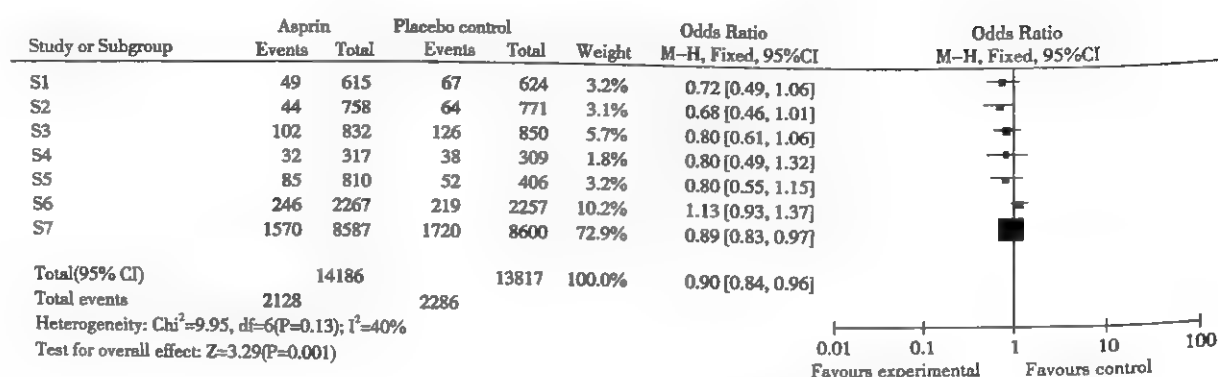 Asprin Placebo control Odds Ratio Odds Ratio
Study or Subgroup Events Total Events Total Weight M–H, Fixed, 95%CI M–H, Fixed, 95%CI
S1 49 615 67 624 3.2% 0.72 [0.49, 1.06]
S2 44 758 64 771 3.1% 0.68 [0.46, 1.01]
S3 102 832 126 850 5.7% 0.80 [0.61, 1.06]
S4 32 317 38 309 1.8% 0.80 [0.49, 1.32]
S5 85 810 52 406 3.2% 0.80 [0.55, 1.15]
S6 246 2267 219 2257 10.2% 1.13 [0.93, 1.37]
S7 1570 8587 1720 8600 72.9% 0.89 [0.83, 0.97]
Total(95% CI) 14186 13817 100.0% 0.90 [0.84, 0.96]
Total events 2128 2286
Heterogeneity: Chi²=9.95, df=6(P=0.13); I²=40%
Test for overall effect: Z=3.29(P=0.001)
0.01 0.1 1 10 100
Favours experimental Favours control